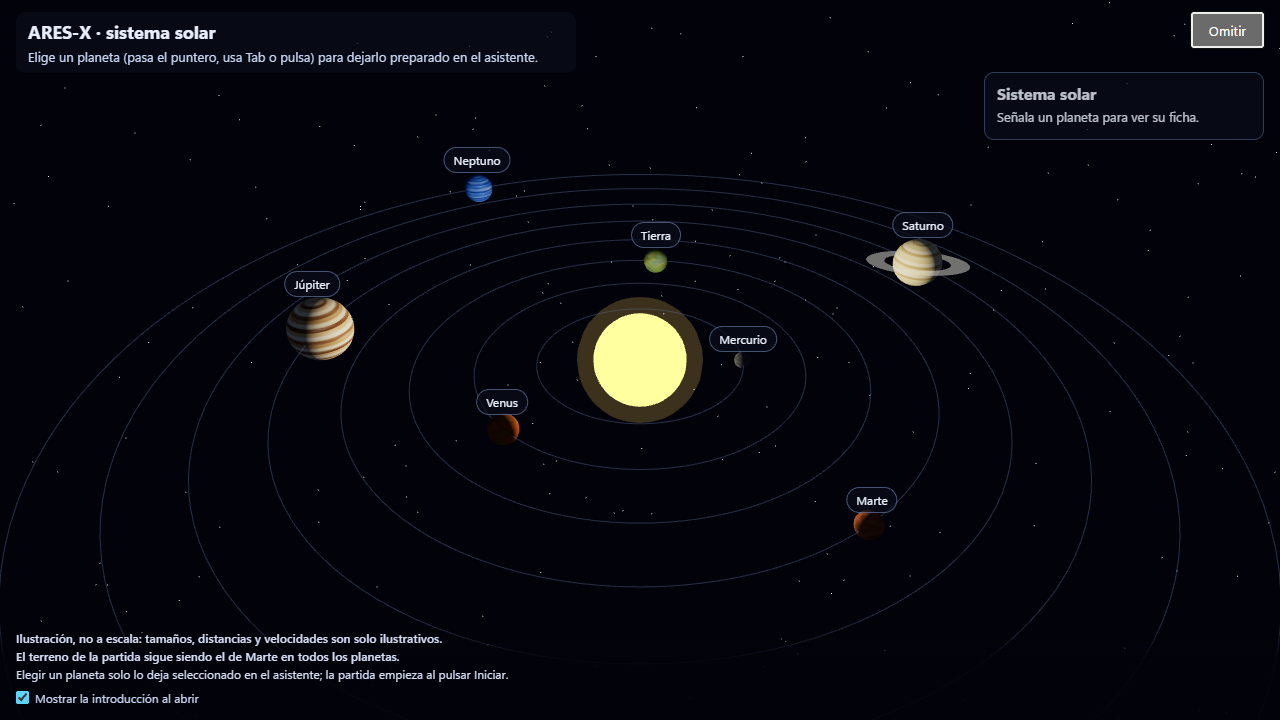 ARES-X · sistema solar
Elige un planeta (pasa el puntero, usa Tab o pulsa) para dejarlo preparado en el asistente.
Omitir
Sistema solar
Señala un planeta para ver su ficha.
Neptuno
Saturno
Tierra
Júpiter
Mercurio
Venus
Marte
Ilustración, no a escala: tamaños, distancias y velocidades son solo ilustrativos.
El terreno de la partida sigue siendo el de Marte en todos los planetas.
Elegir un planeta solo lo deja seleccionado en el asistente; la partida empieza al pulsar Iniciar.
Mostrar la introducción al abrir